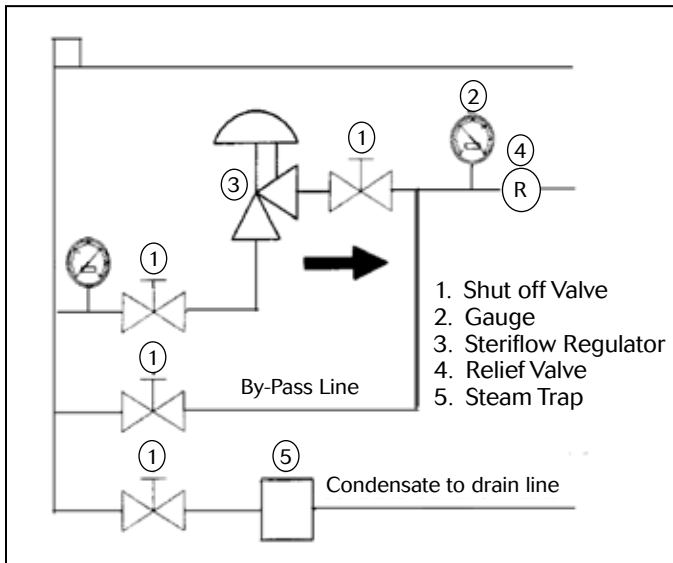 2
4
1
3
R
1
1. Shut off Valve
2. Gauge
3. Steriflow Regulator
4. Relief Valve
5. Steam Trap
1
By-Pass Line
1
5
Condensate to drain line